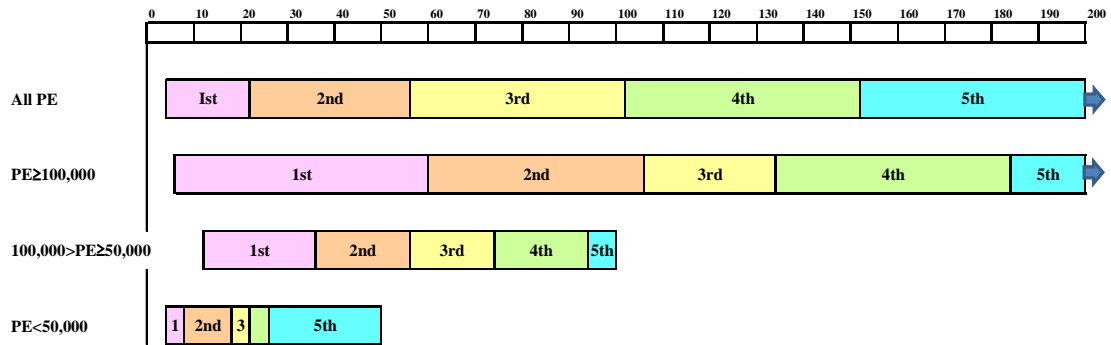 0 10 20 30 40 50 60 70 80 90 100 110 120 130 140 150 160 170 180 190 200
All PE Ist 2nd 3rd 4th 5th
PE≥100,000 1st 2nd 3rd 4th 5th
100,000>PE≥50,000 1st 2nd 3rd 4th 5th
PE<50,000 1 2nd 3 5th